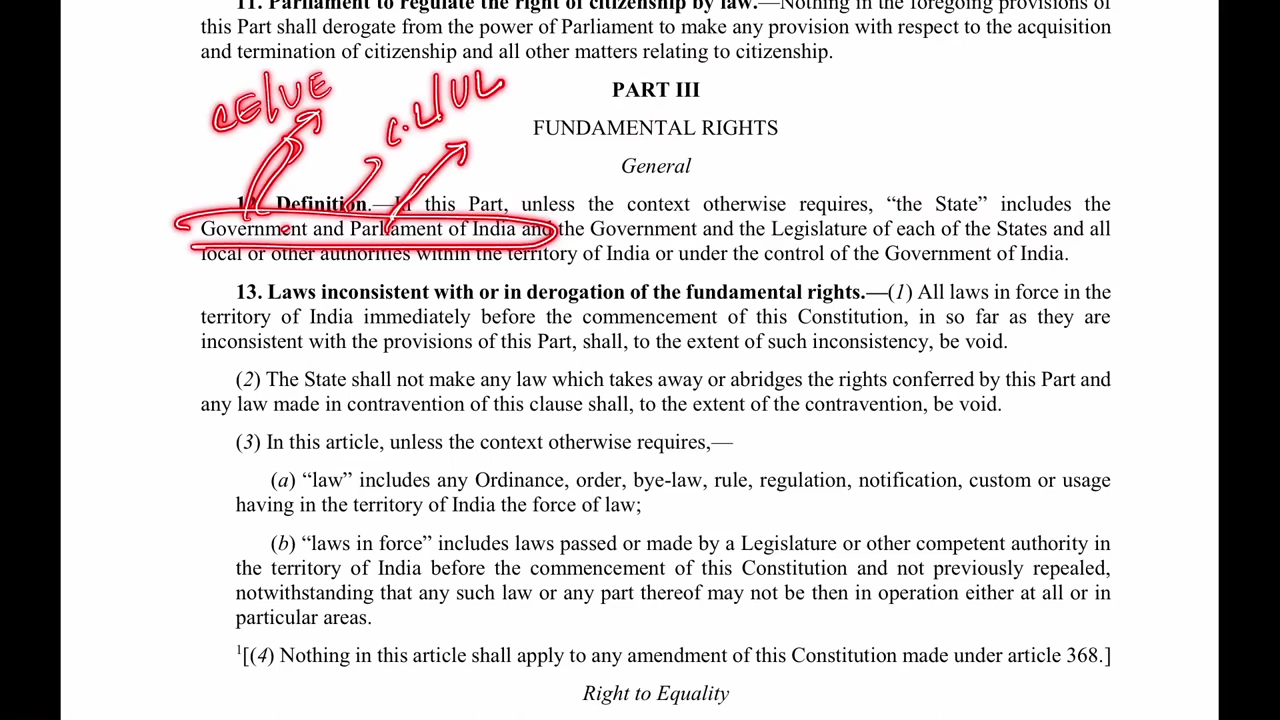 11. Parliament to regulate the right of citizenship by law.—Nothing in the foregoing provisions of
this Part shall derogate from the power of Parliament to make any provision with respect to the acquisition
and termination of citizenship and all other matters relating to citizenship.
PART III
FUNDAMENTAL RIGHTS
General
Definition.—In this Part, unless the context otherwise requires, “the State” includes the
Government and Parliament of India and the Government and the Legislature of each of the States and all
local or other authorities within the territory of India or under the control of the Government of India.
13. Laws inconsistent with or in derogation of the fundamental rights.—(1) All laws in force in the
territory of India immediately before the commencement of this Constitution, in so far as they are
inconsistent with the provisions of this Part, shall, to the extent of such inconsistency, be void.
(2) The State shall not make any law which takes away or abridges the rights conferred by this Part and
any law made in contravention of this clause shall, to the extent of the contravention, be void.
(3) In this article, unless the context otherwise requires,—
(a) “law” includes any Ordinance, order, bye-law, rule, regulation, notification, custom or usage
having in the territory of India the force of law;
(b) “laws in force” includes laws passed or made by a Legislature or other competent authority in
the territory of India before the commencement of this Constitution and not previously repealed,
notwithstanding that any such law or any part thereof may not be then in operation either at all or in
particular areas.
1[(4) Nothing in this article shall apply to any amendment of this Constitution made under article 368.]
Right to Equality